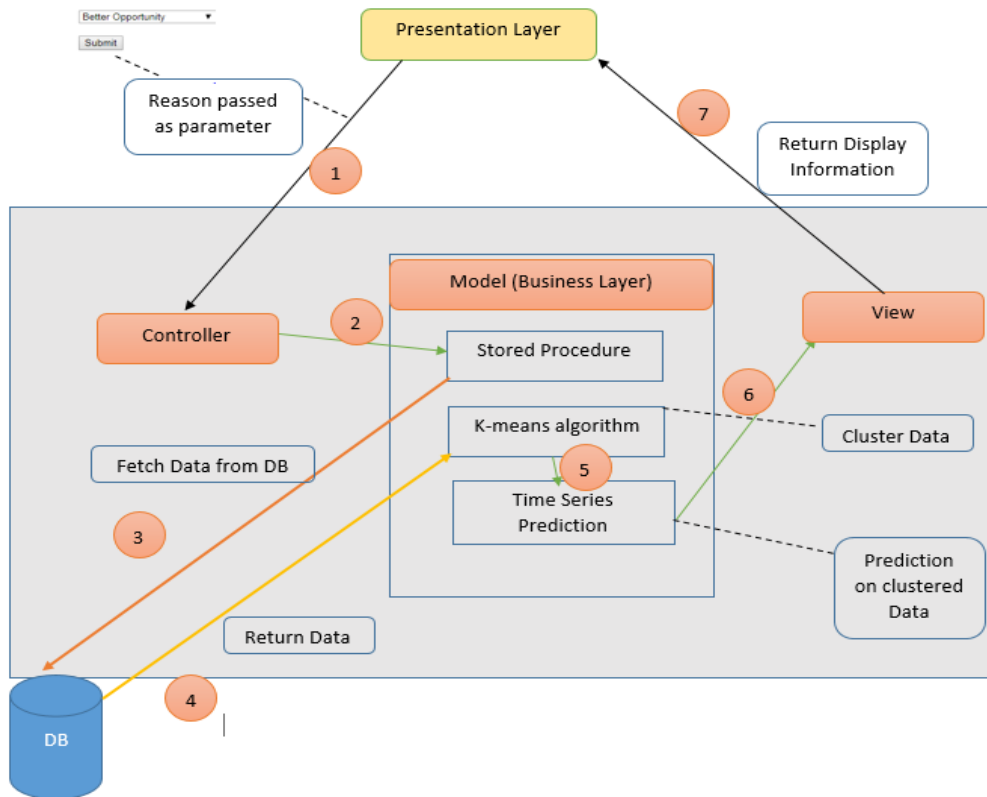 Better Opportunity
Submit
Presentation Layer
Reason passed
as parameter
7
Return Display
Information
1
Model (Business Layer)
View
2
Controller
Stored Procedure
6
K-means algorithm
Cluster Data
Fetch Data from DB
5
Time Series
Prediction
3
Prediction
on clustered
Data
Return Data
4
DB